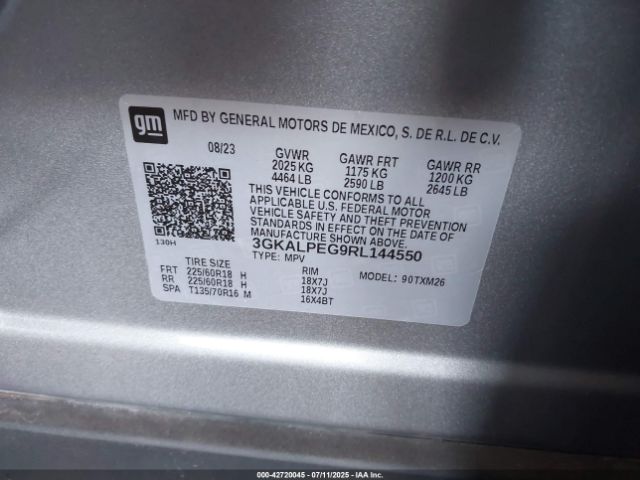 gm
MFD BY GENERAL MOTORS DE MEXICO, S. DE R.L. DE C.V.
08/23 GVWR GAWR FRT GAWR RR
2025 KG 1175 KG 1200 KG
4464 LB 2590 LB 2645 LB
THIS VEHICLE CONFORMS TO ALL
APPLICABLE U.S. FEDERAL MOTOR
VEHICLE SAFETY AND THEFT PREVENTION
STANDARDS IN EFFECT ON THE DATE OF
MANUFACTURE SHOWN ABOVE.
3GKALPEG9RL144550
130H
TYPE: MPV
TIRE SIZE RIM MODEL: 90TXM26
FRT 225/60R18 H 18X7J
RR 225/60R18 H 18X7J
SPA T135/70R16 M 16X4BT
000-42720045 - 07/11/2025 - IAAI.COM